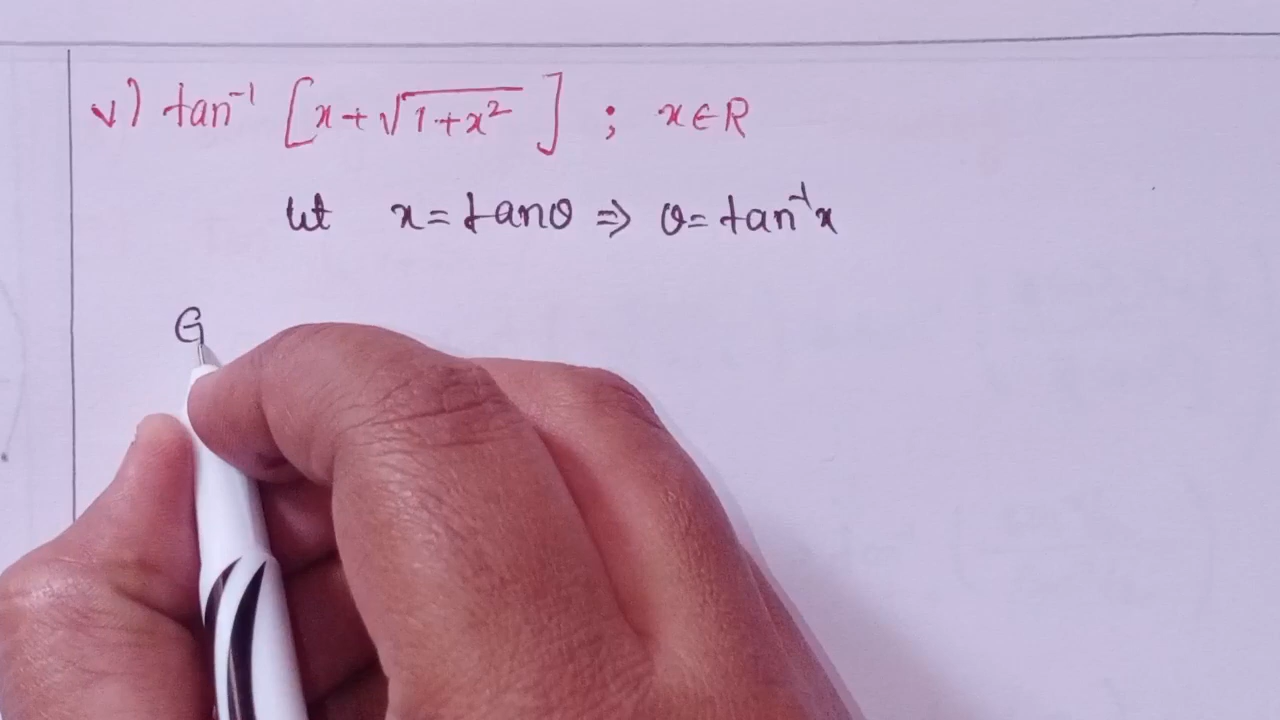 v) tan⁻¹ [x+√1+x²] ; x∈R
let x = tanθ ⇒ θ= tan⁻¹x
G